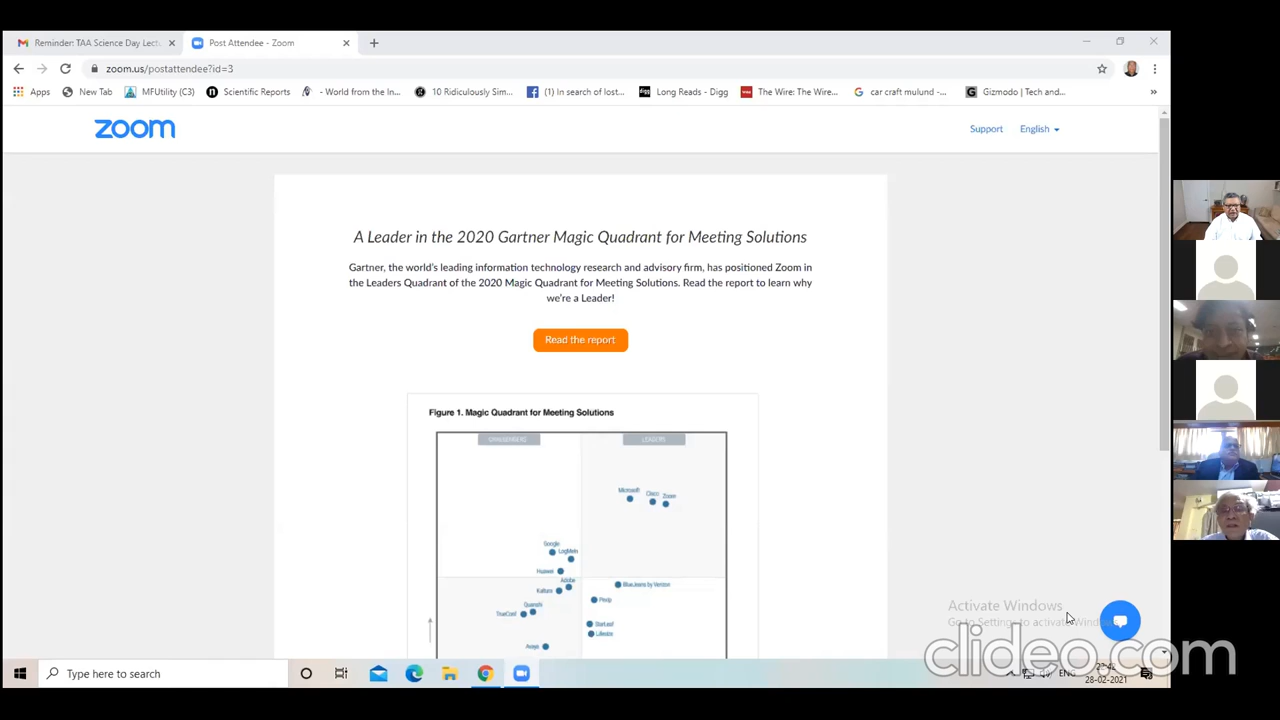 Reminder: TAA Science Day Lectu
Post Attendee - Zoom
zoom.us/postattendee?id=3
Apps
New Tab
MFUtility (C3)
Scientific Reports
- World from the In...
10 Ridiculously Sim...
(1) In search of lost...
digg
Long Reads - Digg
The Wire: The Wire...
car craft mulund -...
Gizmodo | Tech and...
»
zoom
Support
English
A Leader in the 2020 Gartner Magic Quadrant for Meeting Solutions
Gartner, the world's leading information technology research and advisory firm, has positioned Zoom in
the Leaders Quadrant of the 2020 Magic Quadrant for Meeting Solutions. Read the report to learn why
we're a Leader!
Read the report
Figure 1. Magic Quadrant for Meeting Solutions
CHALLENGERS
LEADERS
Microsoft
Cisco
Zoom
Google
LogMeIn
Huawei
Adobe
Kaltura
BlueJeans by Verizon
Pexip
Quanshi
TrueConf
StarLeaf
Lifesize
Avaya
Activate Windows
Go to Settings to activate Windows
clideo.com
Type here to search
ENG
28-02-2021